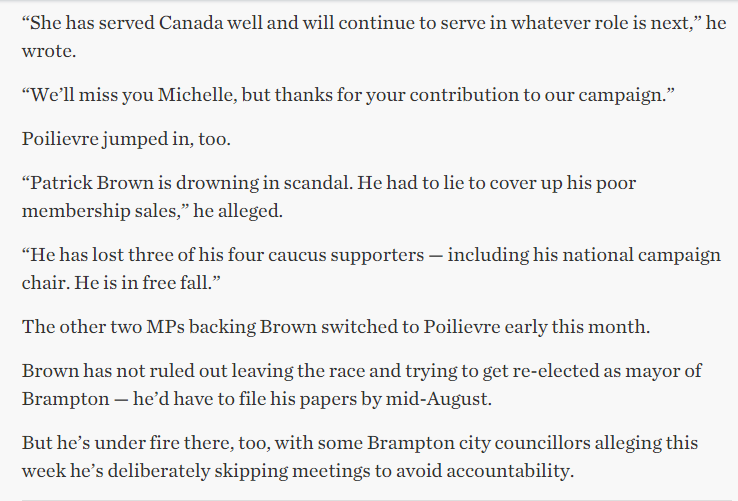 “She has served Canada well and will continue to serve in whatever role is next,” he
wrote.
“We’ll miss you Michelle, but thanks for your contribution to our campaign.”
Poilievre jumped in, too.
“Patrick Brown is drowning in scandal. He had to lie to cover up his poor
membership sales,” he alleged.
“He has lost three of his four caucus supporters — including his national campaign
chair. He is in free fall.”
The other two MPs backing Brown switched to Poilievre early this month.
Brown has not ruled out leaving the race and trying to get re-elected as mayor of
Brampton — he’d have to file his papers by mid-August.
But he’s under fire there, too, with some Brampton city councillors alleging this
week he’s deliberately skipping meetings to avoid accountability.